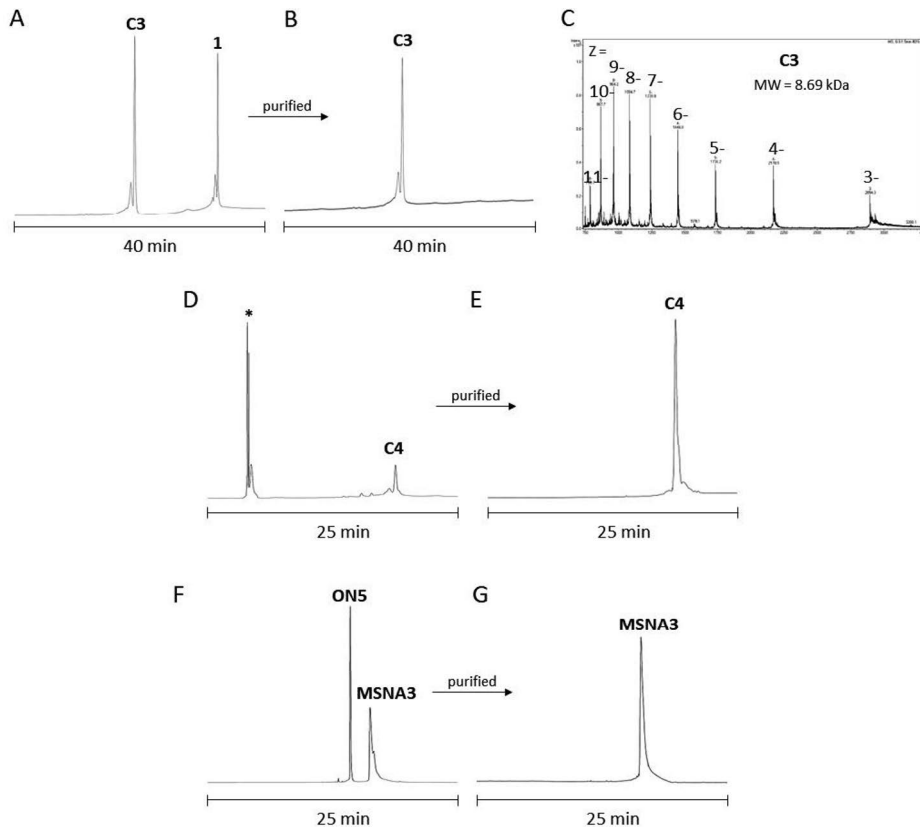 A
C3
1
purified
40 min
B
C3
40 min
C
Z =
C3
MW = 8.69 kDa
11-
10-
9-
8-
7-
6-
5-
4-
3-
D
*
C4
purified
25 min
E
C4
25 min
F
ON5
MSNA3
purified
25 min
G
MSNA3
25 min